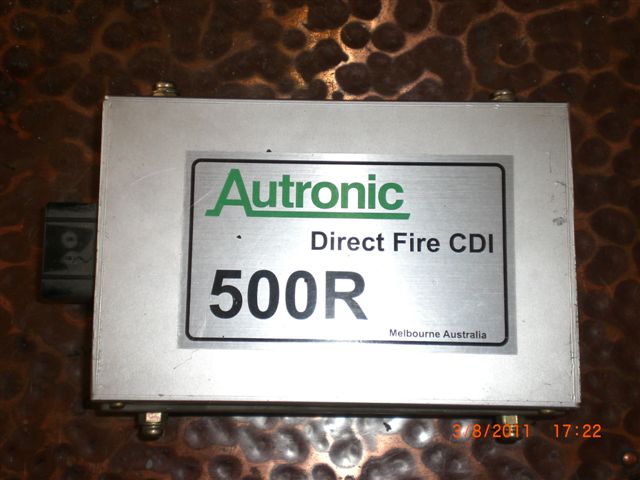 Autronic
Direct Fire CDI
500R
Melbourne Australia
3/8/2011 17:22